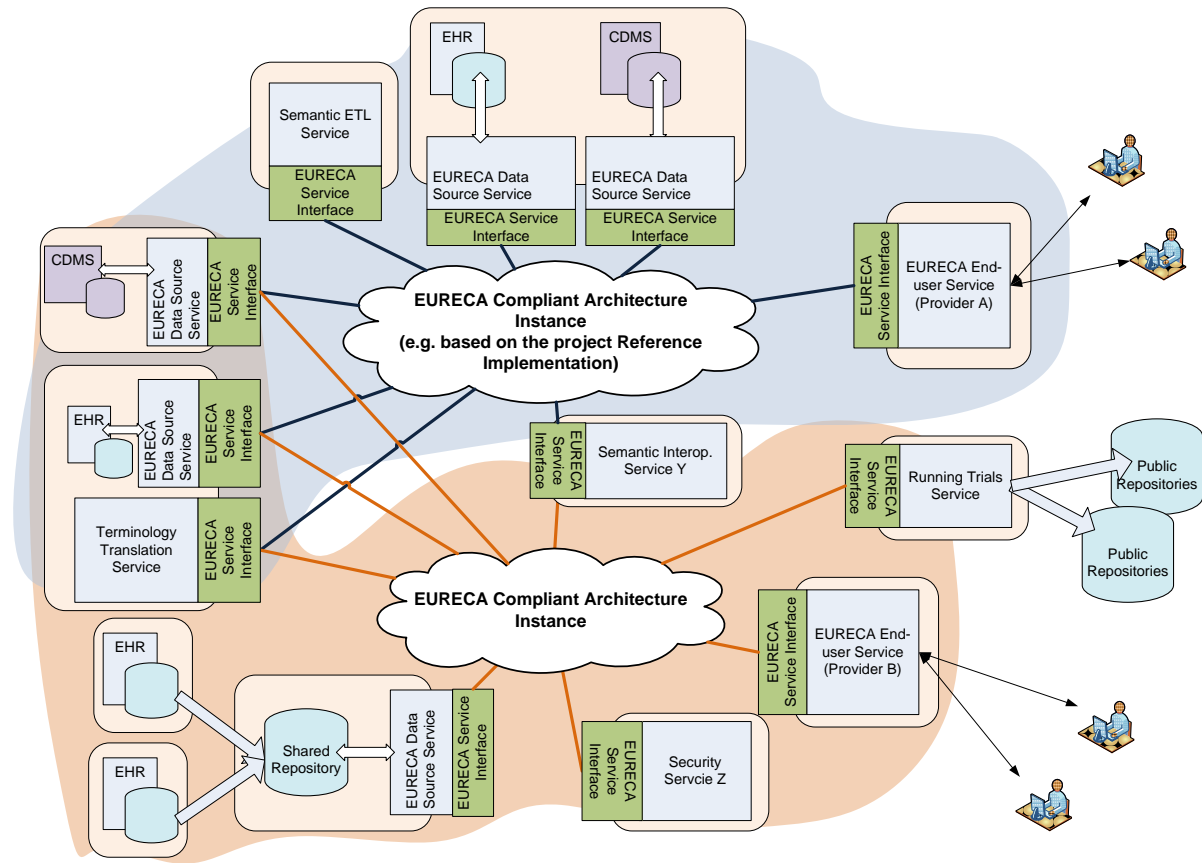 EHR
CDMS
Semantic ETL
Service
EURECA
Service
Interface
EURECA Data
Source Service
EURECA Service
Interface
EURECA Data
Source Service
EURECA Service
Interface
CDMS
EURECA
Data Source
Service
EURECA
Service
Interface
EURECA
Service Interface
EURECA End-
user Service
(Provider A)
EURECA Compliant Architecture
Instance
(e.g. based on the project Reference
Implementation)
EHR
EURECA
Data Source
Service
EURECA
Service
Interface
EURECA
Service
Interface
Semantic Interop.
Service Y
EURECA
Service
Interface
Running Trials
Service
Public
Repositories
Public
Repositories
Terminology
Translation
Service
EURECA
Service
Interface
EURECA Compliant Architecture
Instance
EURECA
Service Interface
EURECA End-
user Service
(Provider B)
EHR
Shared
Repository
EURECA Data
Source Service
EURECA Service
Interface
EURECA
Service
Interface
Security
Servcie Z
EHR